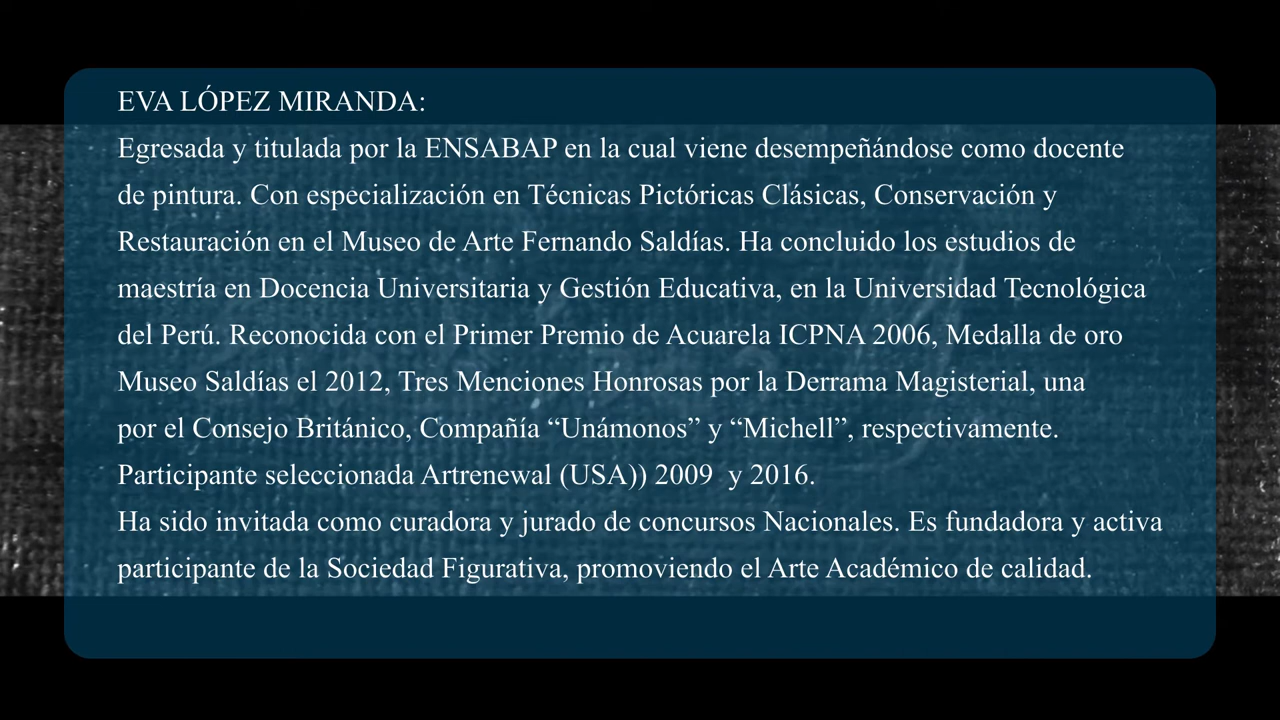 EVA LÓPEZ MIRANDA:
Egresada y titulada por la ENSABAP en la cual viene desempeñándose como docente
de pintura. Con especialización en Técnicas Pictóricas Clásicas, Conservación y
Restauración en el Museo de Arte Fernando Saldías. Ha concluido los estudios de
maestría en Docencia Universitaria y Gestión Educativa, en la Universidad Tecnológica
del Perú. Reconocida con el Primer Premio de Acuarela ICPNA 2006, Medalla de oro
Museo Saldías el 2012, Tres Menciones Honrosas por la Derrama Magisterial, una
por el Consejo Británico, Compañía “Unámonos” y “Michell”, respectivamente.
Participante seleccionada Artrenewal (USA)) 2009  y 2016.
Ha sido invitada como curadora y jurado de concursos Nacionales. Es fundadora y activa
participante de la Sociedad Figurativa, promoviendo el Arte Académico de calidad.